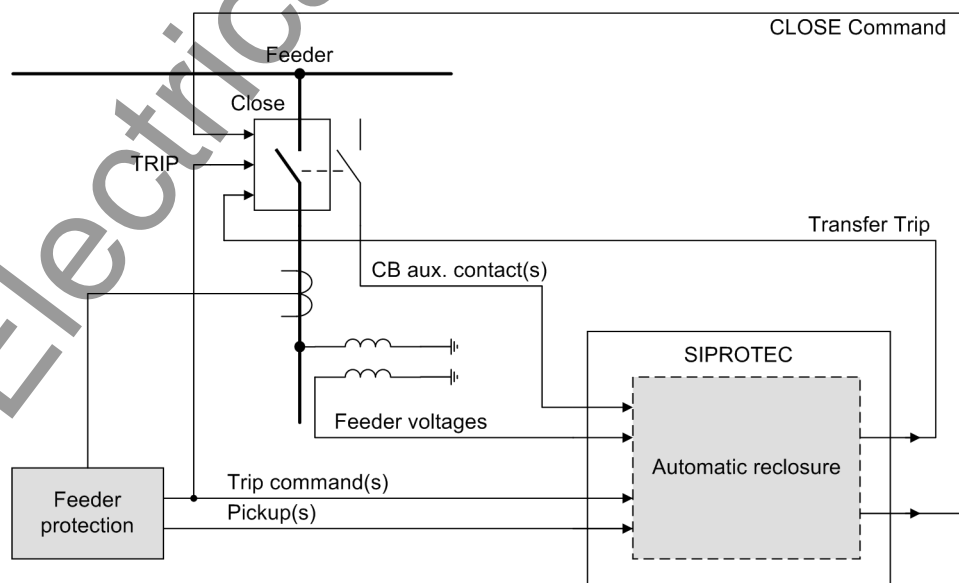 CLOSE Command
Feeder
Close
TRIP
Transfer Trip
CB aux. contact(s)
SIPROTEC
Feeder voltages
Automatic reclosure
Trip command(s)
Feeder
protection
Pickup(s)
Electrica